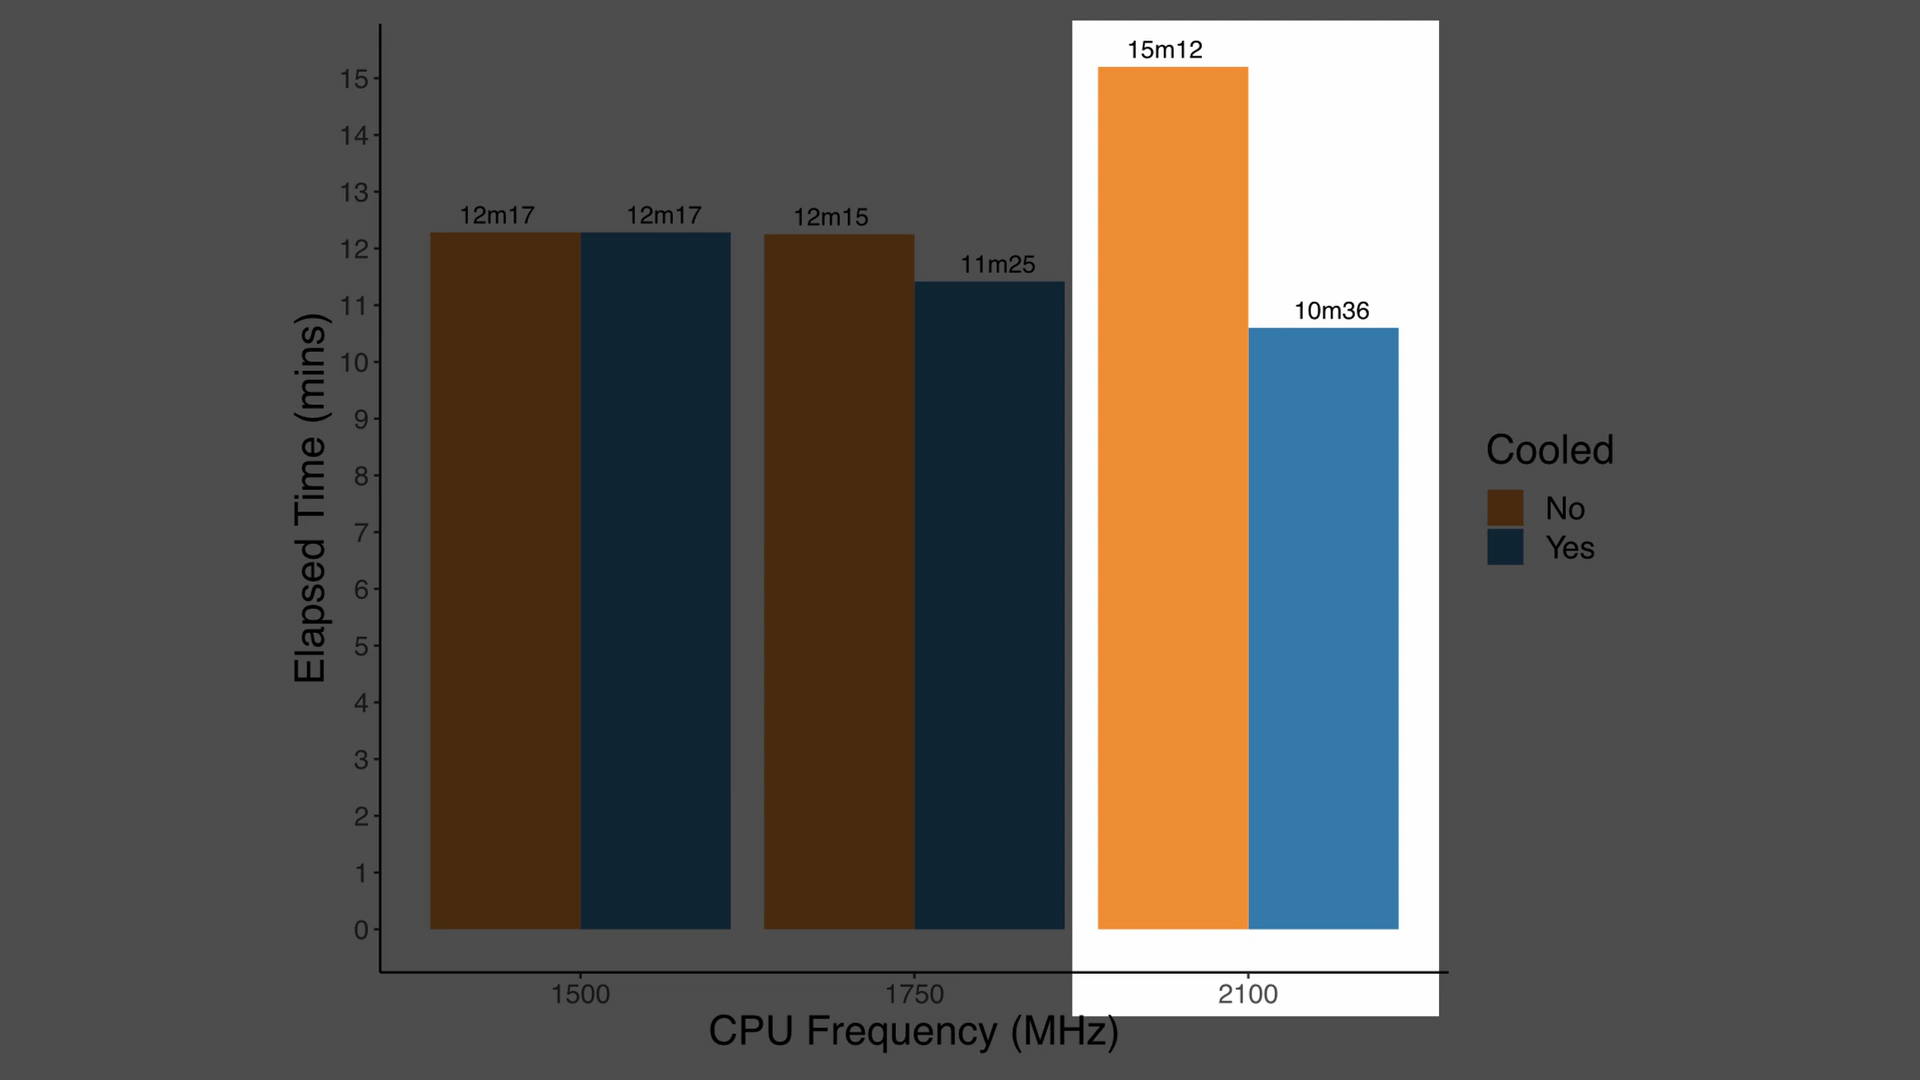 15m12
15
14
13
12m17
12m17
12m15
12
11m25
11
10m36
10
9
8
7
6
5
4
3
2
1
0
Elapsed Time (mins)
Cooled
No
Yes
1500
1750
2100
CPU Frequency (MHz)